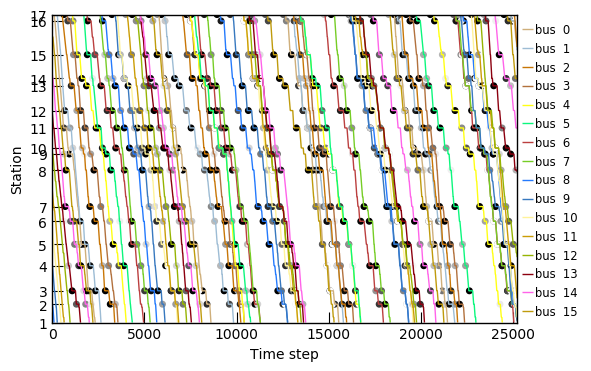 17
16
15
14
13
12
11
10
9
8
7
6
5
4
3
2
1
Station
0 5000 10000 15000 20000 25000
Time step
bus 0
bus 1
bus 2
bus 3
bus 4
bus 5
bus 6
bus 7
bus 8
bus 9
bus 10
bus 11
bus 12
bus 13
bus 14
bus 15